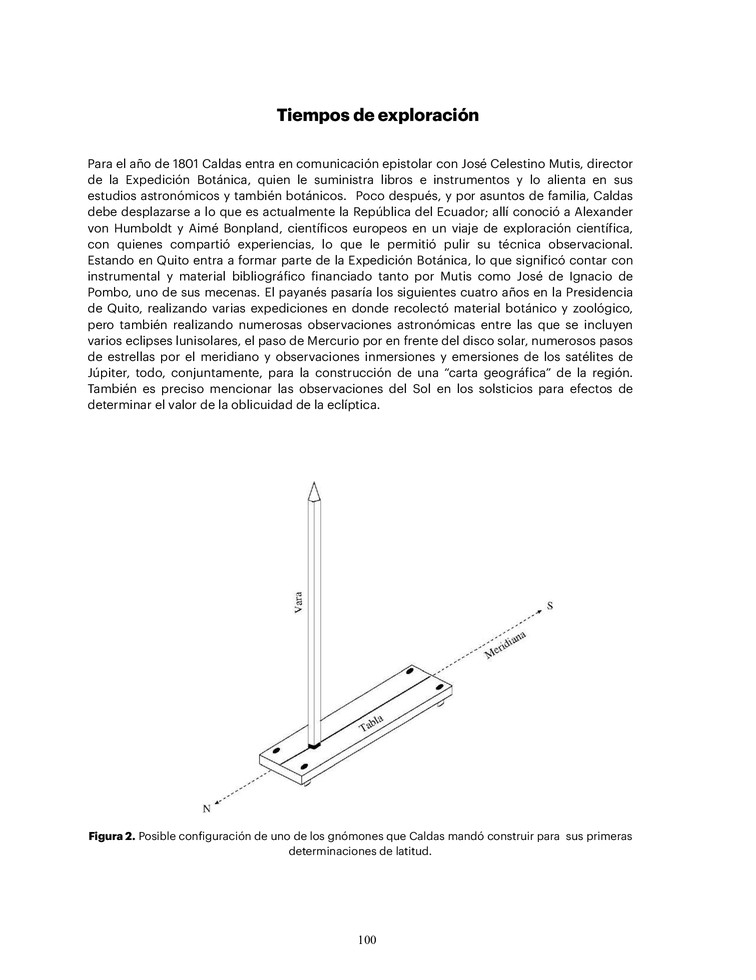 Tiempos de exploración
Para el año de 1801 Caldas entra en comunicación epistolar con José Celestino Mutis, director
de la Expedición Botánica, quien le suministra libros e instrumentos y lo alienta en sus
estudios astronómicos y también botánicos. Poco después, y por asuntos de familia, Caldas
debe desplazarse a lo que es actualmente la República del Ecuador; allí conoció a Alexander
von Humboldt y Aimé Bonpland, científicos europeos en un viaje de exploración científica,
con quienes compartió experiencias, lo que le permitió pulir su técnica observacional.
Estando en Quito entra a formar parte de la Expedición Botánica, lo que significó contar con
instrumental y material bibliográfico financiado tanto por Mutis como José de Ignacio de
Pombo, uno de sus mecenas. El payanés pasaría los siguientes cuatro años en la Presidencia
de Quito, realizando varias expediciones en donde recolectó material botánico y zoológico,
pero también realizando numerosas observaciones astronómicas entre las que se incluyen
varios eclipses lunisolares, el paso de Mercurio por en frente del disco solar, numerosos pasos
de estrellas por el meridiano y observaciones inmersiones y emersiones de los satélites de
Júpiter, todo, conjuntamente, para la construcción de una “carta geográfica” de la región.
También es preciso mencionar las observaciones del Sol en los solsticios para efectos de
determinar el valor de la oblicuidad de la eclíptica.
Vara
S
Meridiana
Tabla
N
Figura 2. Posible configuración de uno de los gnómones que Caldas mandó construir para sus primeras
determinaciones de latitud.
100